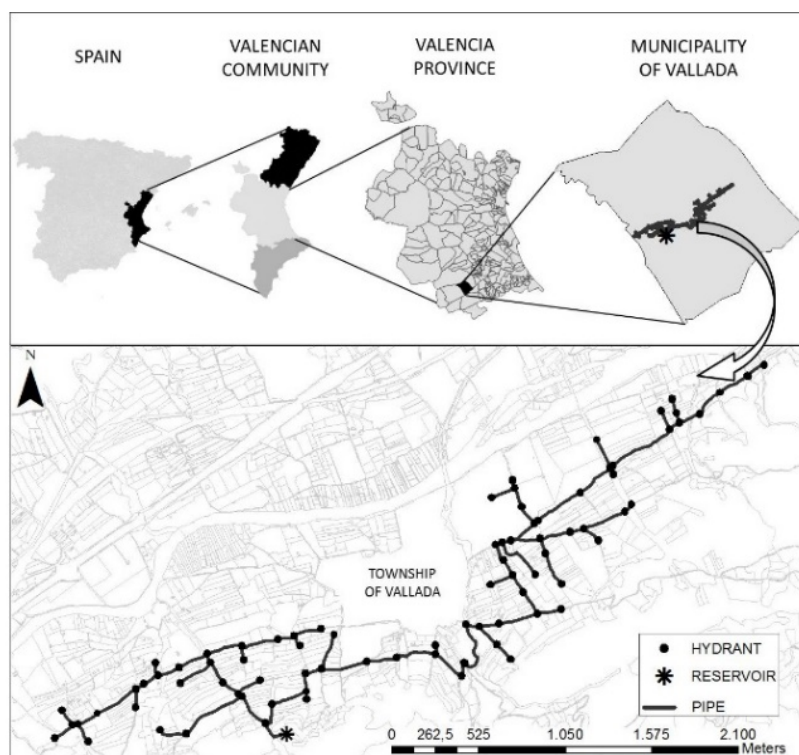 SPAIN
VALENCIAN
COMMUNITY
VALENCIA
PROVINCE
MUNICIPALITY
OF VALLADA
N
TOWNSHIP
OF VALLADA
HYDRANT
RESERVOIR
PIPE
0 262,5 525 1.050 1.575 2.100
Meters